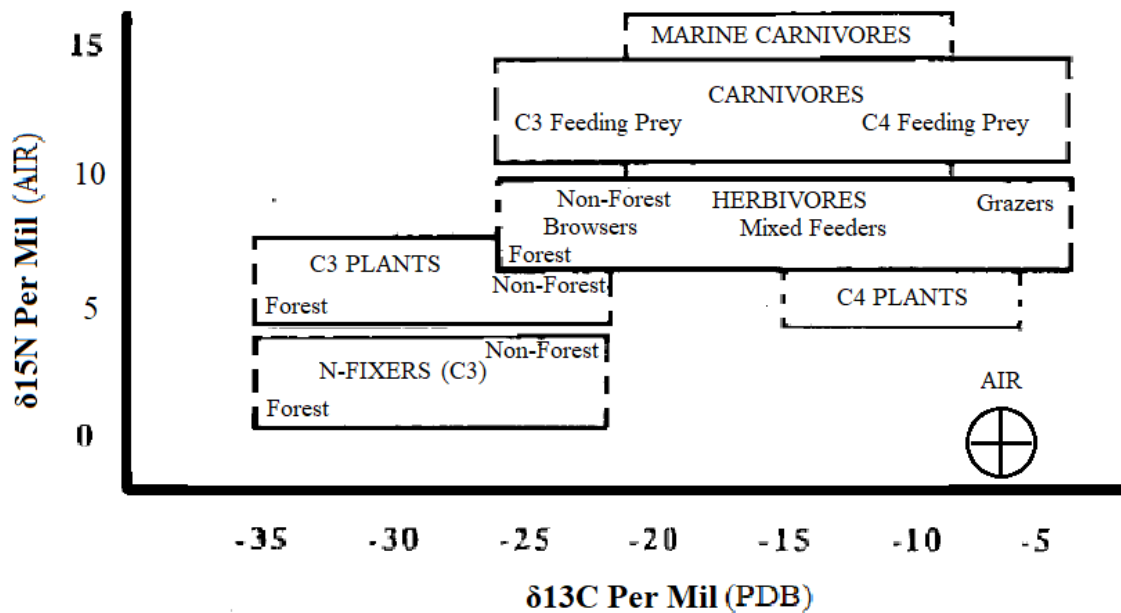 15
MARINE CARNIVORES
CARNIVORES
C3 Feeding Prey
C4 Feeding Prey
δ15N Per Mil (AIR)
10
Non-Forest
Browsers
HERBIVORES
Mixed Feeders
Grazers
Forest
C3 PLANTS
Non-Forest
Forest
C4 PLANTS
5
Non-Forest
N-FIXERS (C3)
Forest
AIR
0
-35 -30 -25 -20 -15 -10 -5
δ13C Per Mil (PDB)